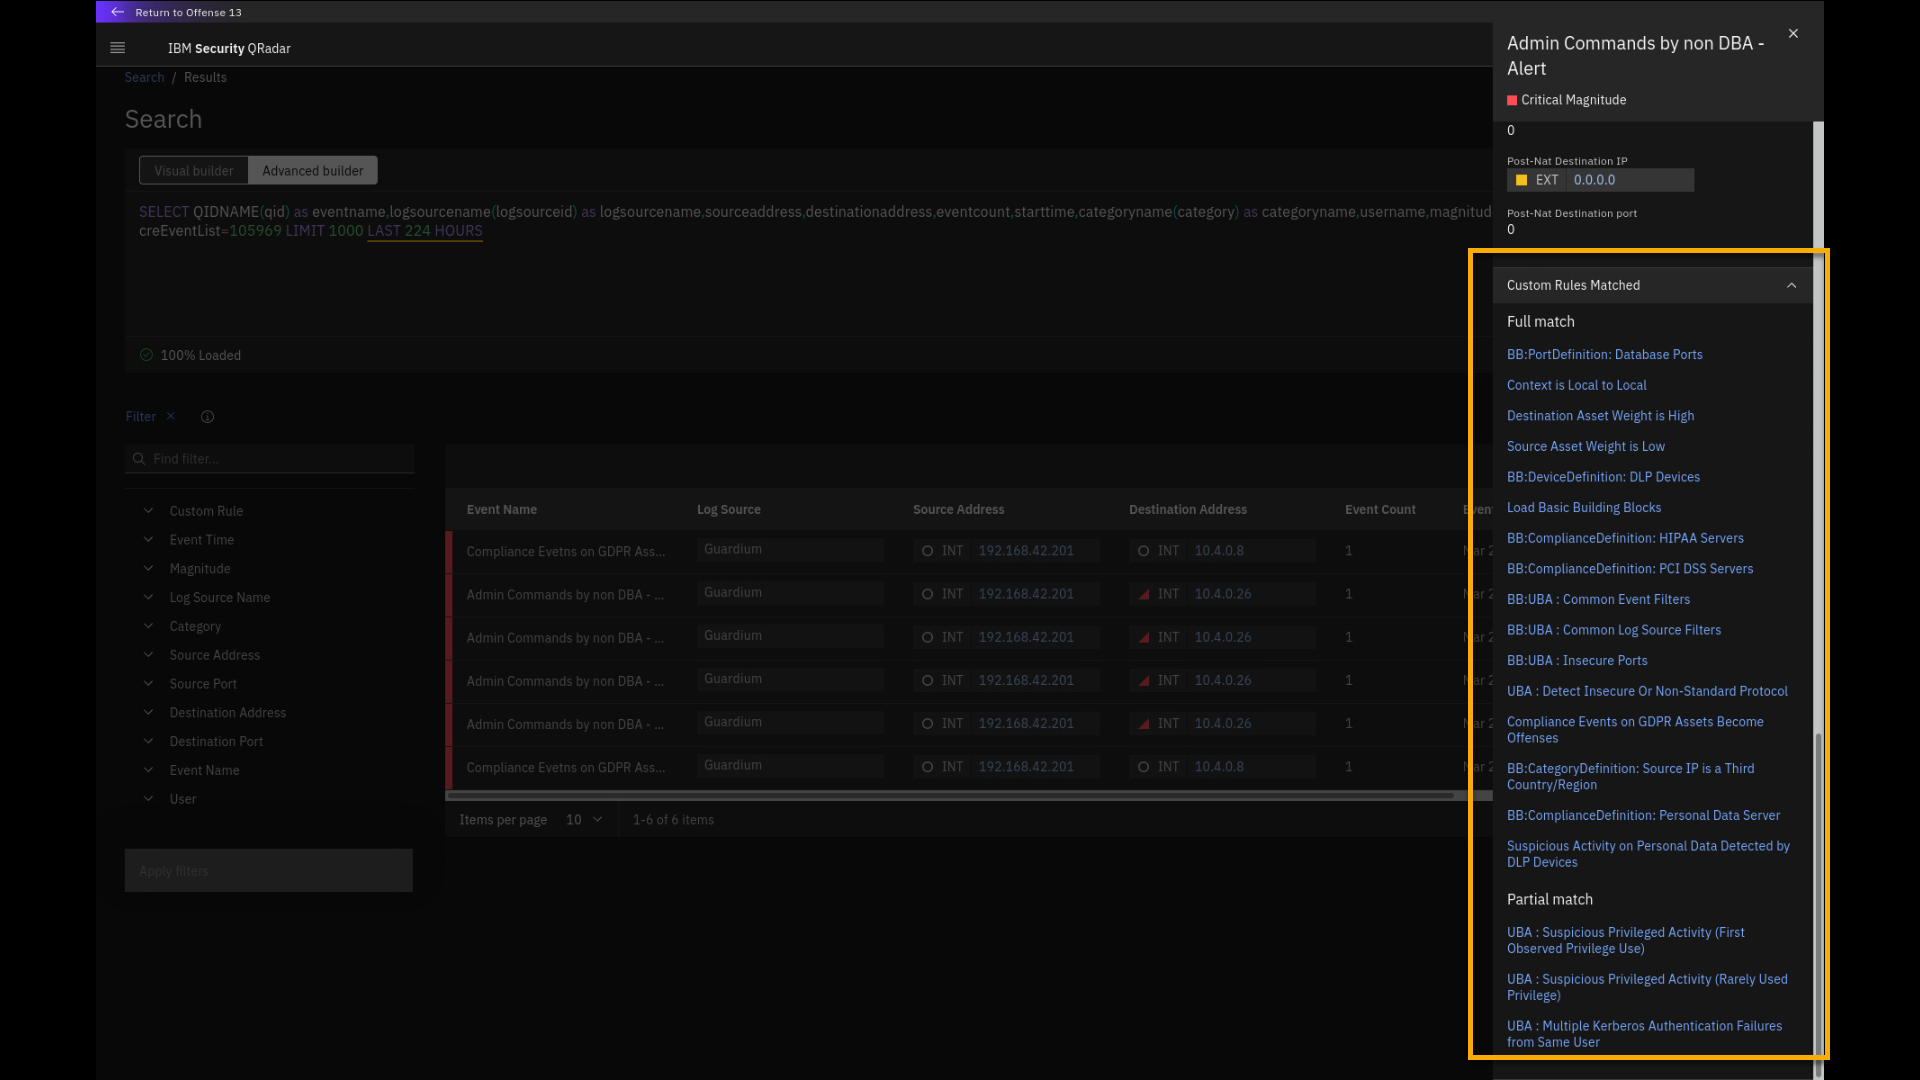 Return to Offense 13
IBM Security QRadar
Search / Results
Search
Visual builder
Advanced builder
SELECT QIDNAME(qid) as eventname,logsourcename(logsourceid) as logsourcename,sourceaddress,destinationaddress,eventcount,starttime,categoryname(category) as categoryname,username,magnitud
creEventList=105969 LIMIT 1000 LAST 224 HOURS
100% Loaded
Filter
Find filter...
Custom Rule
Event Time
Magnitude
Log Source Name
Category
Source Address
Source Port
Destination Address
Destination Port
Event Name
User
Apply filters
Event Name Log Source Source Address Destination Address Event Count
Compliance Evetns on GDPR Ass... Guardium INT 192.168.42.201 INT 10.4.0.8 1
Admin Commands by non DBA - ... Guardium INT 192.168.42.201 INT 10.4.0.26 1
Admin Commands by non DBA - ... Guardium INT 192.168.42.201 INT 10.4.0.26 1
Admin Commands by non DBA - ... Guardium INT 192.168.42.201 INT 10.4.0.26 1
Admin Commands by non DBA - ... Guardium INT 192.168.42.201 INT 10.4.0.26 1
Compliance Evetns on GDPR Ass... Guardium INT 192.168.42.201 INT 10.4.0.8 1
Items per page 10 1-6 of 6 items
Admin Commands by non DBA -
Alert
Critical Magnitude
0
Post-Nat Destination IP
EXT 0.0.0.0
Post-Nat Destination port
0
Custom Rules Matched
Full match
BB:PortDefinition: Database Ports
Context is Local to Local
Destination Asset Weight is High
Source Asset Weight is Low
BB:DeviceDefinition: DLP Devices
Load Basic Building Blocks
BB:ComplianceDefinition: HIPAA Servers
BB:ComplianceDefinition: PCI DSS Servers
BB:UBA : Common Event Filters
BB:UBA : Common Log Source Filters
BB:UBA : Insecure Ports
UBA : Detect Insecure Or Non-Standard Protocol
Compliance Events on GDPR Assets Become
Offenses
BB:CategoryDefinition: Source IP is a Third
Country/Region
BB:ComplianceDefinition: Personal Data Server
Suspicious Activity on Personal Data Detected by
DLP Devices
Partial match
UBA : Suspicious Privileged Activity (First
Observed Privilege Use)
UBA : Suspicious Privileged Activity (Rarely Used
Privilege)
UBA : Multiple Kerberos Authentication Failures
from Same User